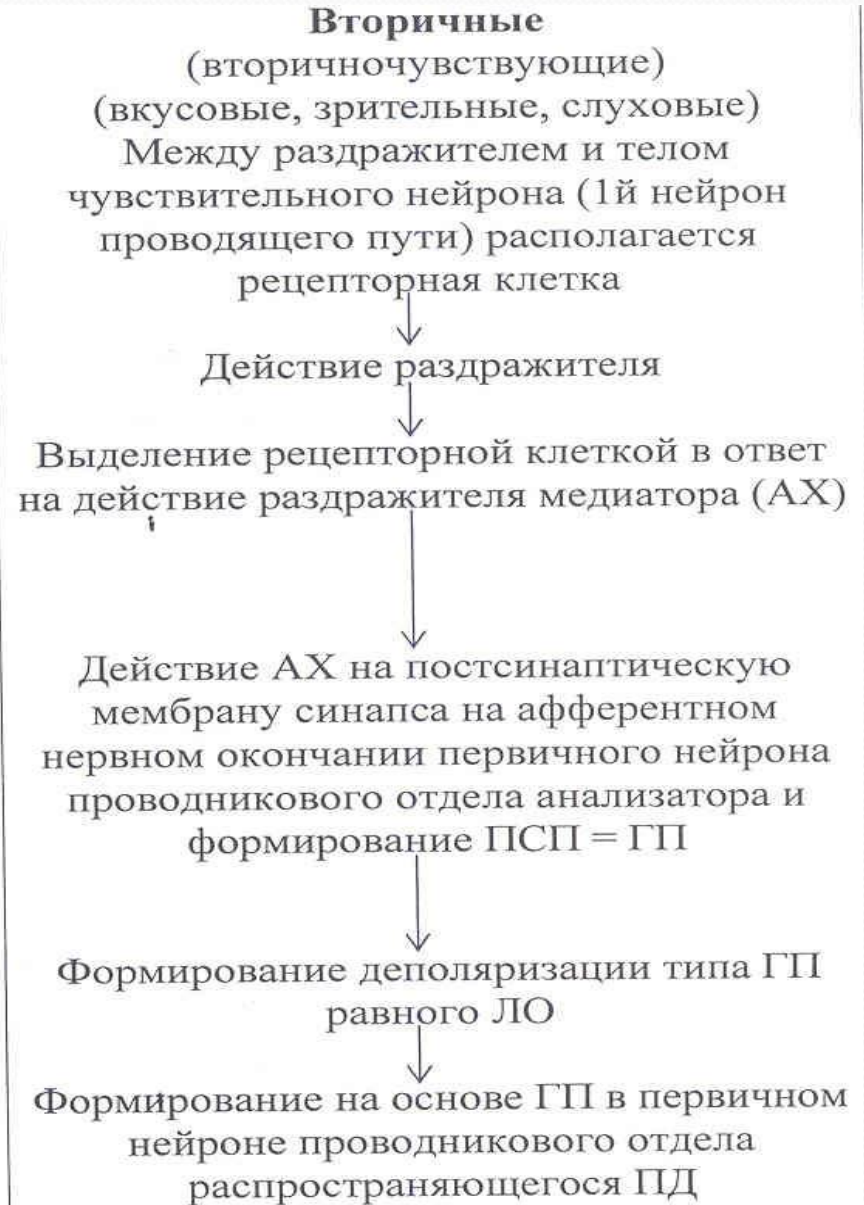 Вторичные
(вторичночувствующие)
(вкусовые, зрительные, слуховые)
Между раздражителем и телом
чувствительного нейрона (1й нейрон
проводящего пути) располагается
рецепторная клетка
Действие раздражителя
Выделение рецепторной клеткой в ответ
на действие раздражителя медиатора (АХ)
Действие АХ на постсинаптическую
мембрану синапса на афферентном
нервном окончании первичного нейрона
проводникового отдела анализатора и
формирование ПСП = ГП
Формирование деполяризации типа ГП
равного ЛО
Формирование на основе ГП в первичном
нейроне проводникового отдела
распространяющегося ПД